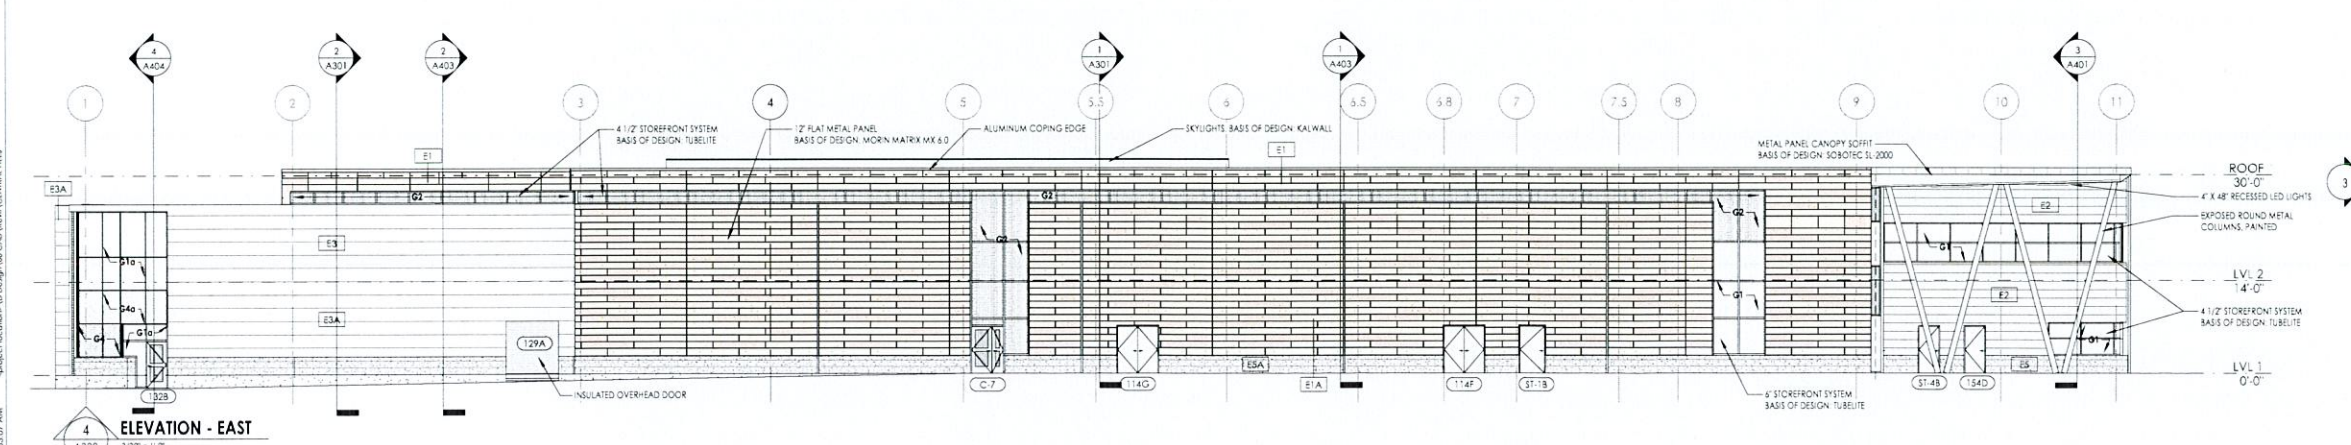 4
A404
2
A301
2
A403
1
A301
1
A403
3
A401
1
2
3
4
5
5.5
6
6.5
6.8
7
7.5
8
9
10
11
4 1/2" STOREFRONT SYSTEM
BASIS OF DESIGN: TUBELITE
12" FLAT METAL PANEL
BASIS OF DESIGN: MORIN MATRIX MX 6.0
ALUMINUM COPING EDGE
SKYLIGHTS. BASIS OF DESIGN: KALWALL
METAL PANEL CANOPY SOFFIT
BASIS OF DESIGN: SOBOTEC SL-2000
E1
E1
ROOF
30'-0"
3
E3A
G2
G2
4" X 48" RECESSED LED LIGHTS
E2
EXPOSED ROUND METAL
COLUMNS, PAINTED
G2
G2
E3
G1
G1a
LVL 2
14'-0"
G1
E2
G4a
4 1/2" STOREFRONT SYSTEM
BASIS OF DESIGN: TUBELITE
E3A
G1a
G4
129A
G1
E5A
E5
LVL 1
0'-0"
132B
C-7
114G
E1A
114F
ST-1B
ST-4B
154D
INSULATED OVERHEAD DOOR
6" STOREFRONT SYSTEM
BASIS OF DESIGN: TUBELITE
4
ELEVATION - EAST